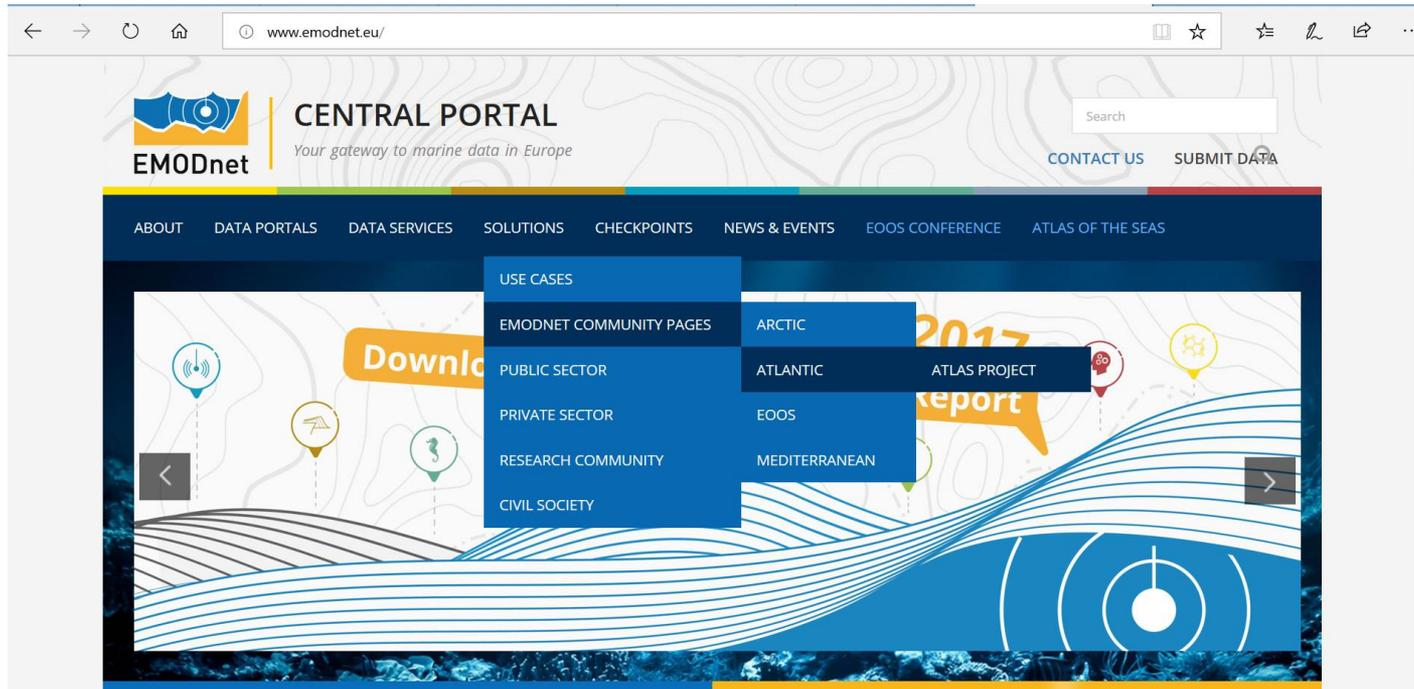 www.emodnet.eu/
EMODnet
CENTRAL PORTAL
Your gateway to marine data in Europe
Search
CONTACT US SUBMIT DATA
ABOUT DATA PORTALS DATA SERVICES SOLUTIONS CHECKPOINTS NEWS & EVENTS EOOS CONFERENCE ATLAS OF THE SEAS
USE CASES
EMODNET COMMUNITY PAGES ARCTIC
2017
Downlo
PUBLIC SECTOR ATLANTIC ATLAS PROJECT
Report
PRIVATE SECTOR EOOS
RESEARCH COMMUNITY MEDITERRANEAN
CIVIL SOCIETY